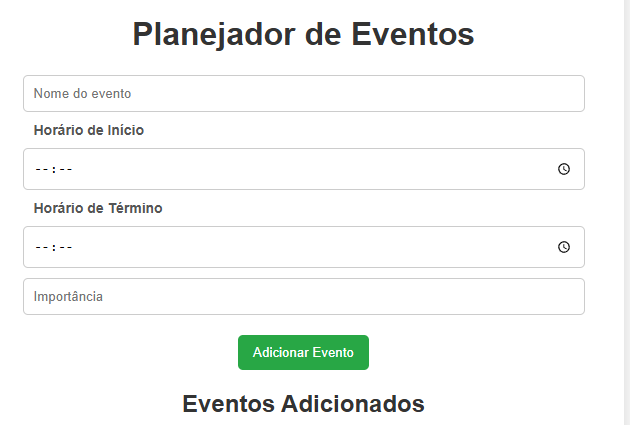 Planejador de Eventos
Nome do evento
Horário de Início
--:--
Horário de Término
--:--
Importância
Adicionar Evento
Eventos Adicionados